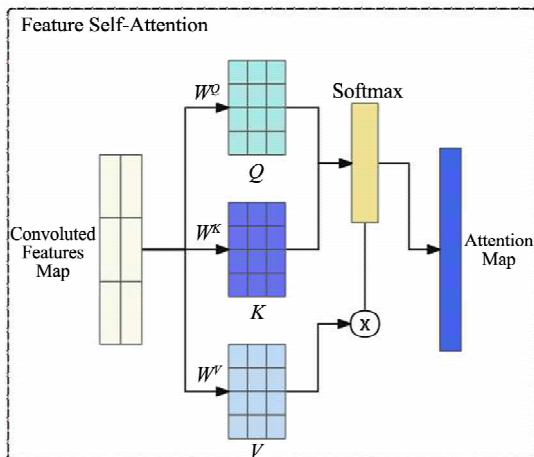 Feature Self-Attention
W^Q
Softmax
Q
Convoluted
Features
Map
W^K
Attention
Map
K
X
W^V
V